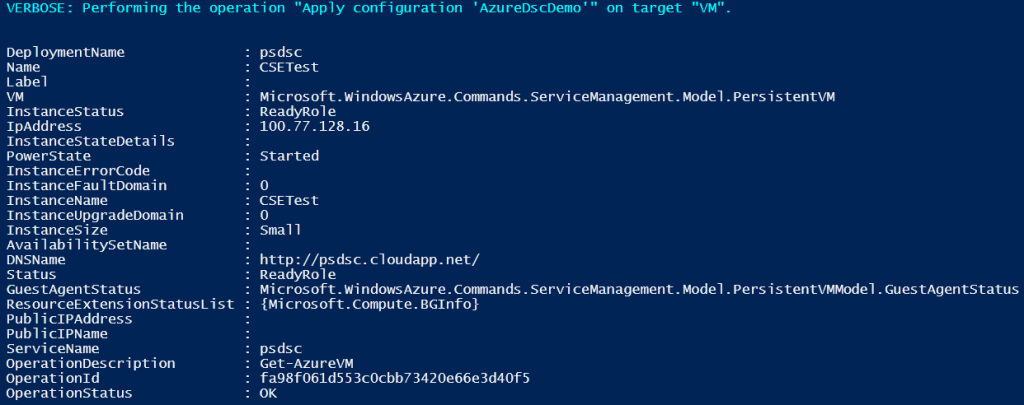 VERBOSE: Performing the operation "Apply configuration 'AzureDscDemo'" on target "VM".
DeploymentName : psdsc
Name : CSETest
Label :
VM : Microsoft.WindowsAzure.Commands.ServiceManagement.Model.PersistentVM
InstanceStatus : ReadyRole
IpAddress : 100.77.128.16
InstanceStateDetails :
PowerState : Started
InstanceErrorCode :
InstanceFaultDomain : 0
InstanceName : CSETest
InstanceUpgradeDomain : 0
InstanceSize : Small
AvailabilitySetName :
DNSName : http://psdsc.cloudapp.net/
Status : ReadyRole
GuestAgentStatus : Microsoft.WindowsAzure.Commands.ServiceManagement.Model.PersistentVMModel.GuestAgentStatus
ResourceExtensionStatusList : {Microsoft.Compute.BGInfo}
PublicIPAddress :
PublicIPName :
ServiceName : psdsc
OperationDescription : Get-AzureVM
OperationId : fa98f061d553c0cbb73420e66e3d40f5
OperationStatus : OK